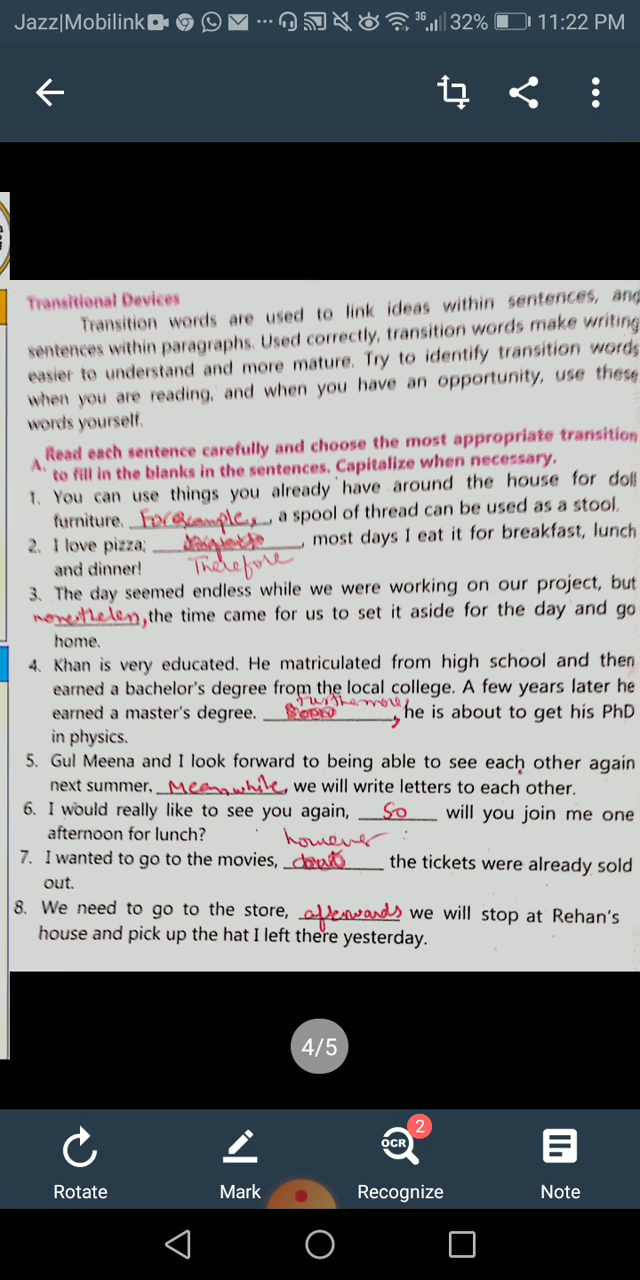 Jazz|Mobilink ... 3G 32% 11:22 PM
Transitional Devices
Transition words are used to link ideas within sentences, and
sentences within paragraphs. Used correctly, transition words make writing
easier to understand and more mature. Try to identify transition words
when you are reading, and when you have an opportunity, use these
words yourself.
A. Read each sentence carefully and choose the most appropriate transition
to fill in the blanks in the sentences. Capitalize when necessary.
1. You can use things you already have around the house for doll
furniture. For example, a spool of thread can be used as a stool.
2. I love pizza; , most days I eat it for breakfast, lunch
and dinner! Therefore
3. The day seemed endless while we were working on our project, but
nonethelen, the time came for us to set it aside for the day and go
home.
4. Khan is very educated. He matriculated from high school and then
earned a bachelor's degree from the local college. A few years later he
furthermore,
earned a master's degree. , he is about to get his PhD
in physics.
5. Gul Meena and I look forward to being able to see each other again
next summer. Meanwhile, we will write letters to each other.
6. I would really like to see you again, So will you join me one
afternoon for lunch? however
7. I wanted to go to the movies, the tickets were already sold
out.
8. We need to go to the store, afterwards we will stop at Rehan's
house and pick up the hat I left there yesterday.
4/5
OCR 2
Rotate Mark Recognize Note